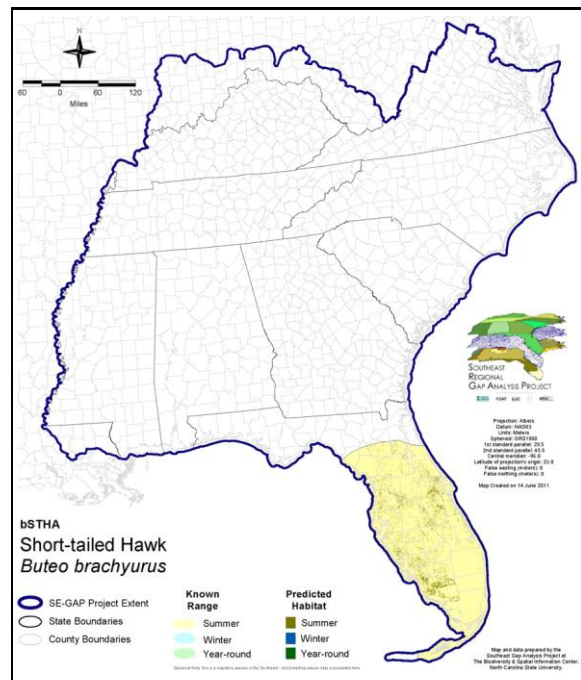 N
60 0 60 120
Miles
SOUTHEAST
REGIONAL
GAP ANALYSIS PROJECT
Projection: Albers
Datum: NAD83
Units: Meters
Spheroid: GRS1980
1st standard parallel: 29.5
2nd standard parallel: 45.5
Central meridian: -96.0
Latitude of projection's origin: 23.0
False easting (meters): 0
False northing (meters): 0
Map Created on 14 June 2011
bSTHA
Short-tailed Hawk
Buteo brachyurus
SE-GAP Project Extent
State Boundaries
County Boundaries
Known
Range
Summer
Winter
Year-round
Predicted
Habitat
Summer
Winter
Year-round
Map and data prepared by the
Southeast Gap Analysis Project at
The Biodiversity & Spatial Information Center,
North Carolina State University.